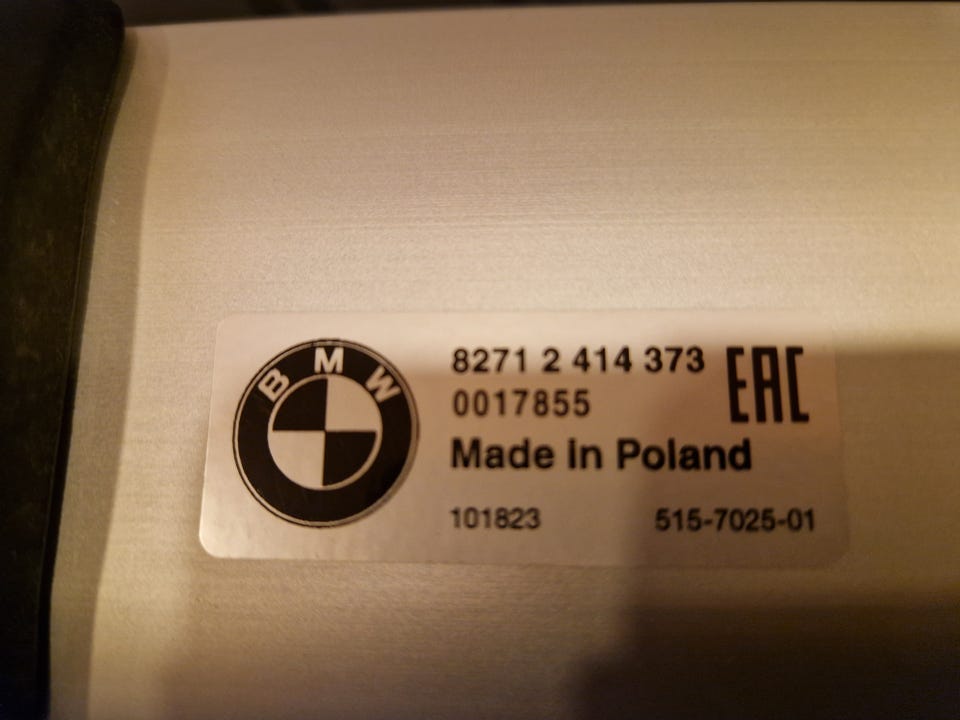 BMW
8271 2 414 373 EAC
0017855
Made in Poland
101823 515-7025-01